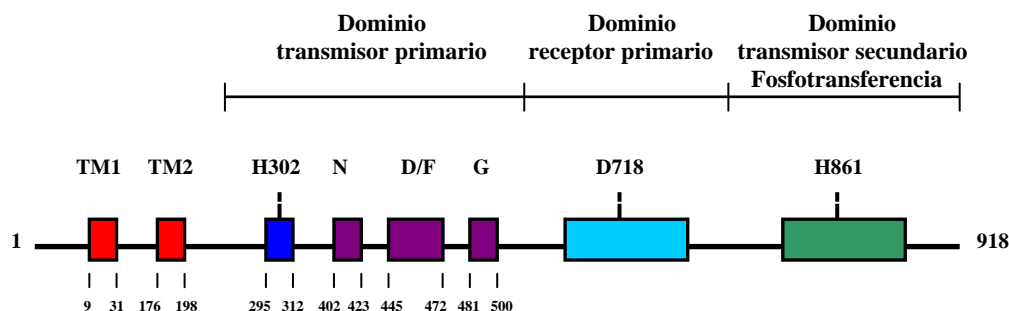 Dominio
transmisor primario
Dominio
receptor primario
Dominio
transmisor secundario
Fosfotransferencia
TM1 TM2 H302 N D/F G D718 H861
1 918
9 31 176 198 295 312 402 423 445 472 481 500